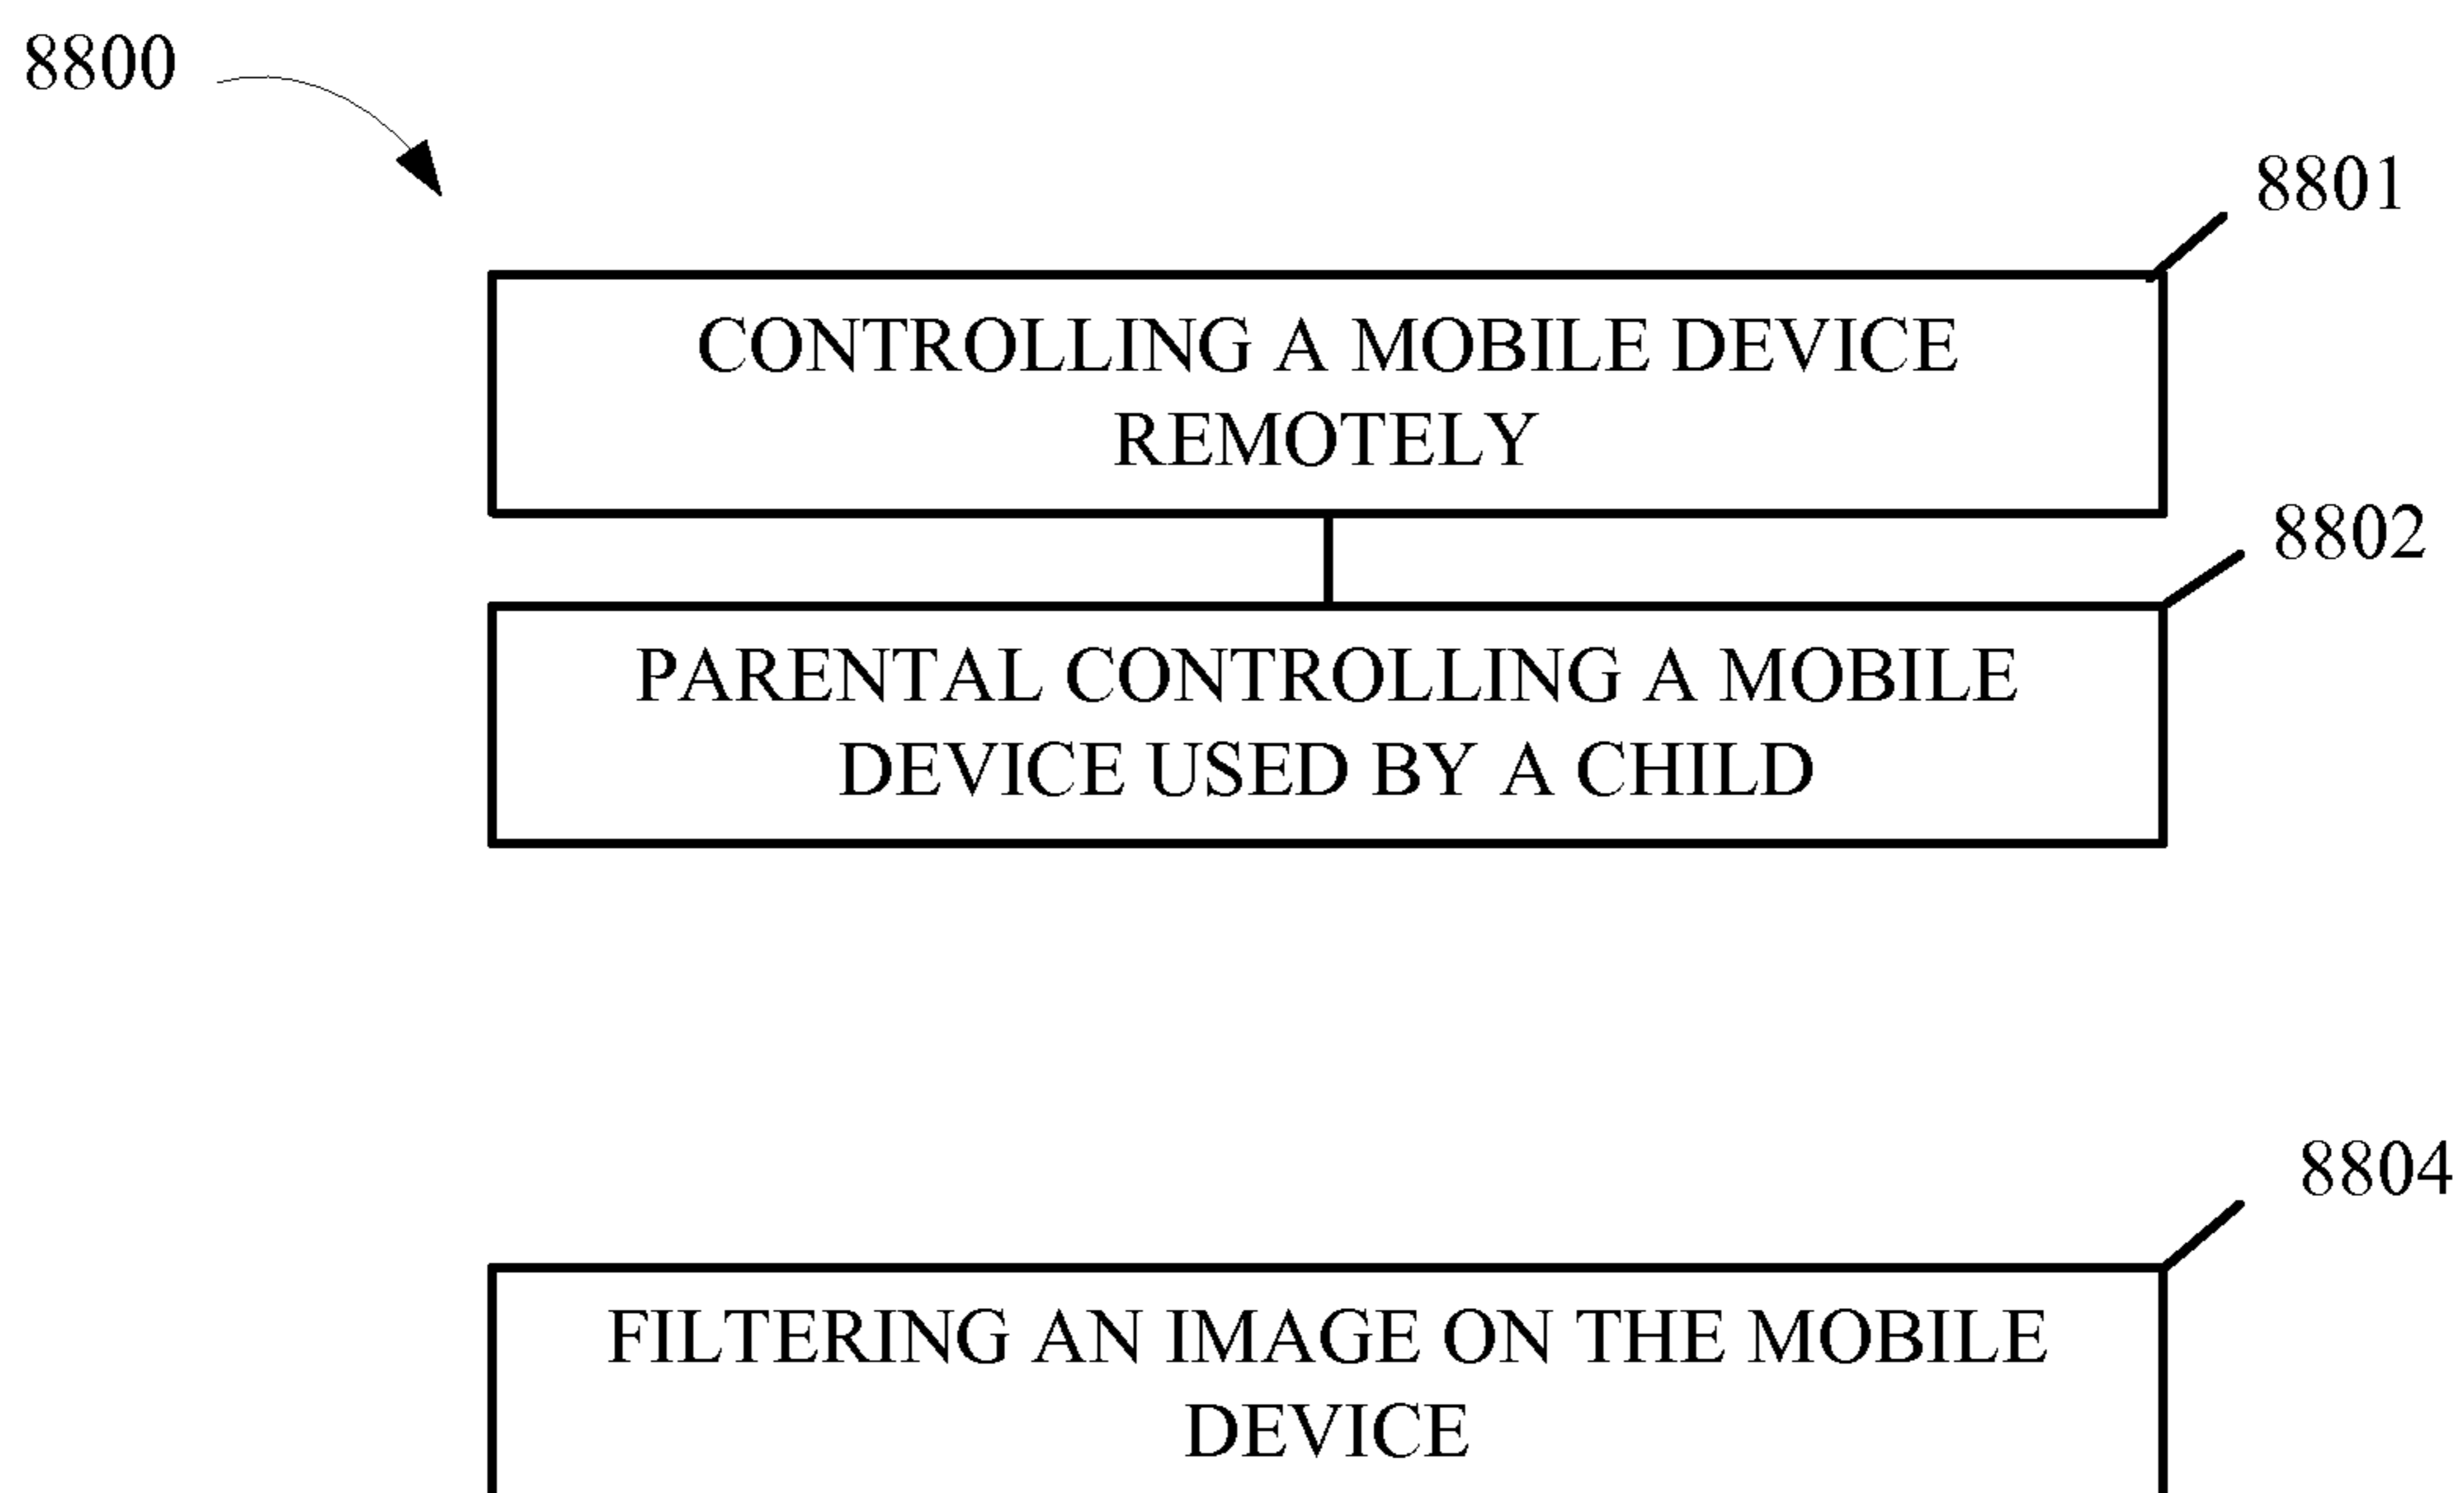 8800
8801
CONTROLLING A MOBILE DEVICE
REMOTELY
8802
PARENTAL CONTROLLING A MOBILE
DEVICE USED BY A CHILD
8804
FILTERING AN IMAGE ON THE MOBILE
DEVICE